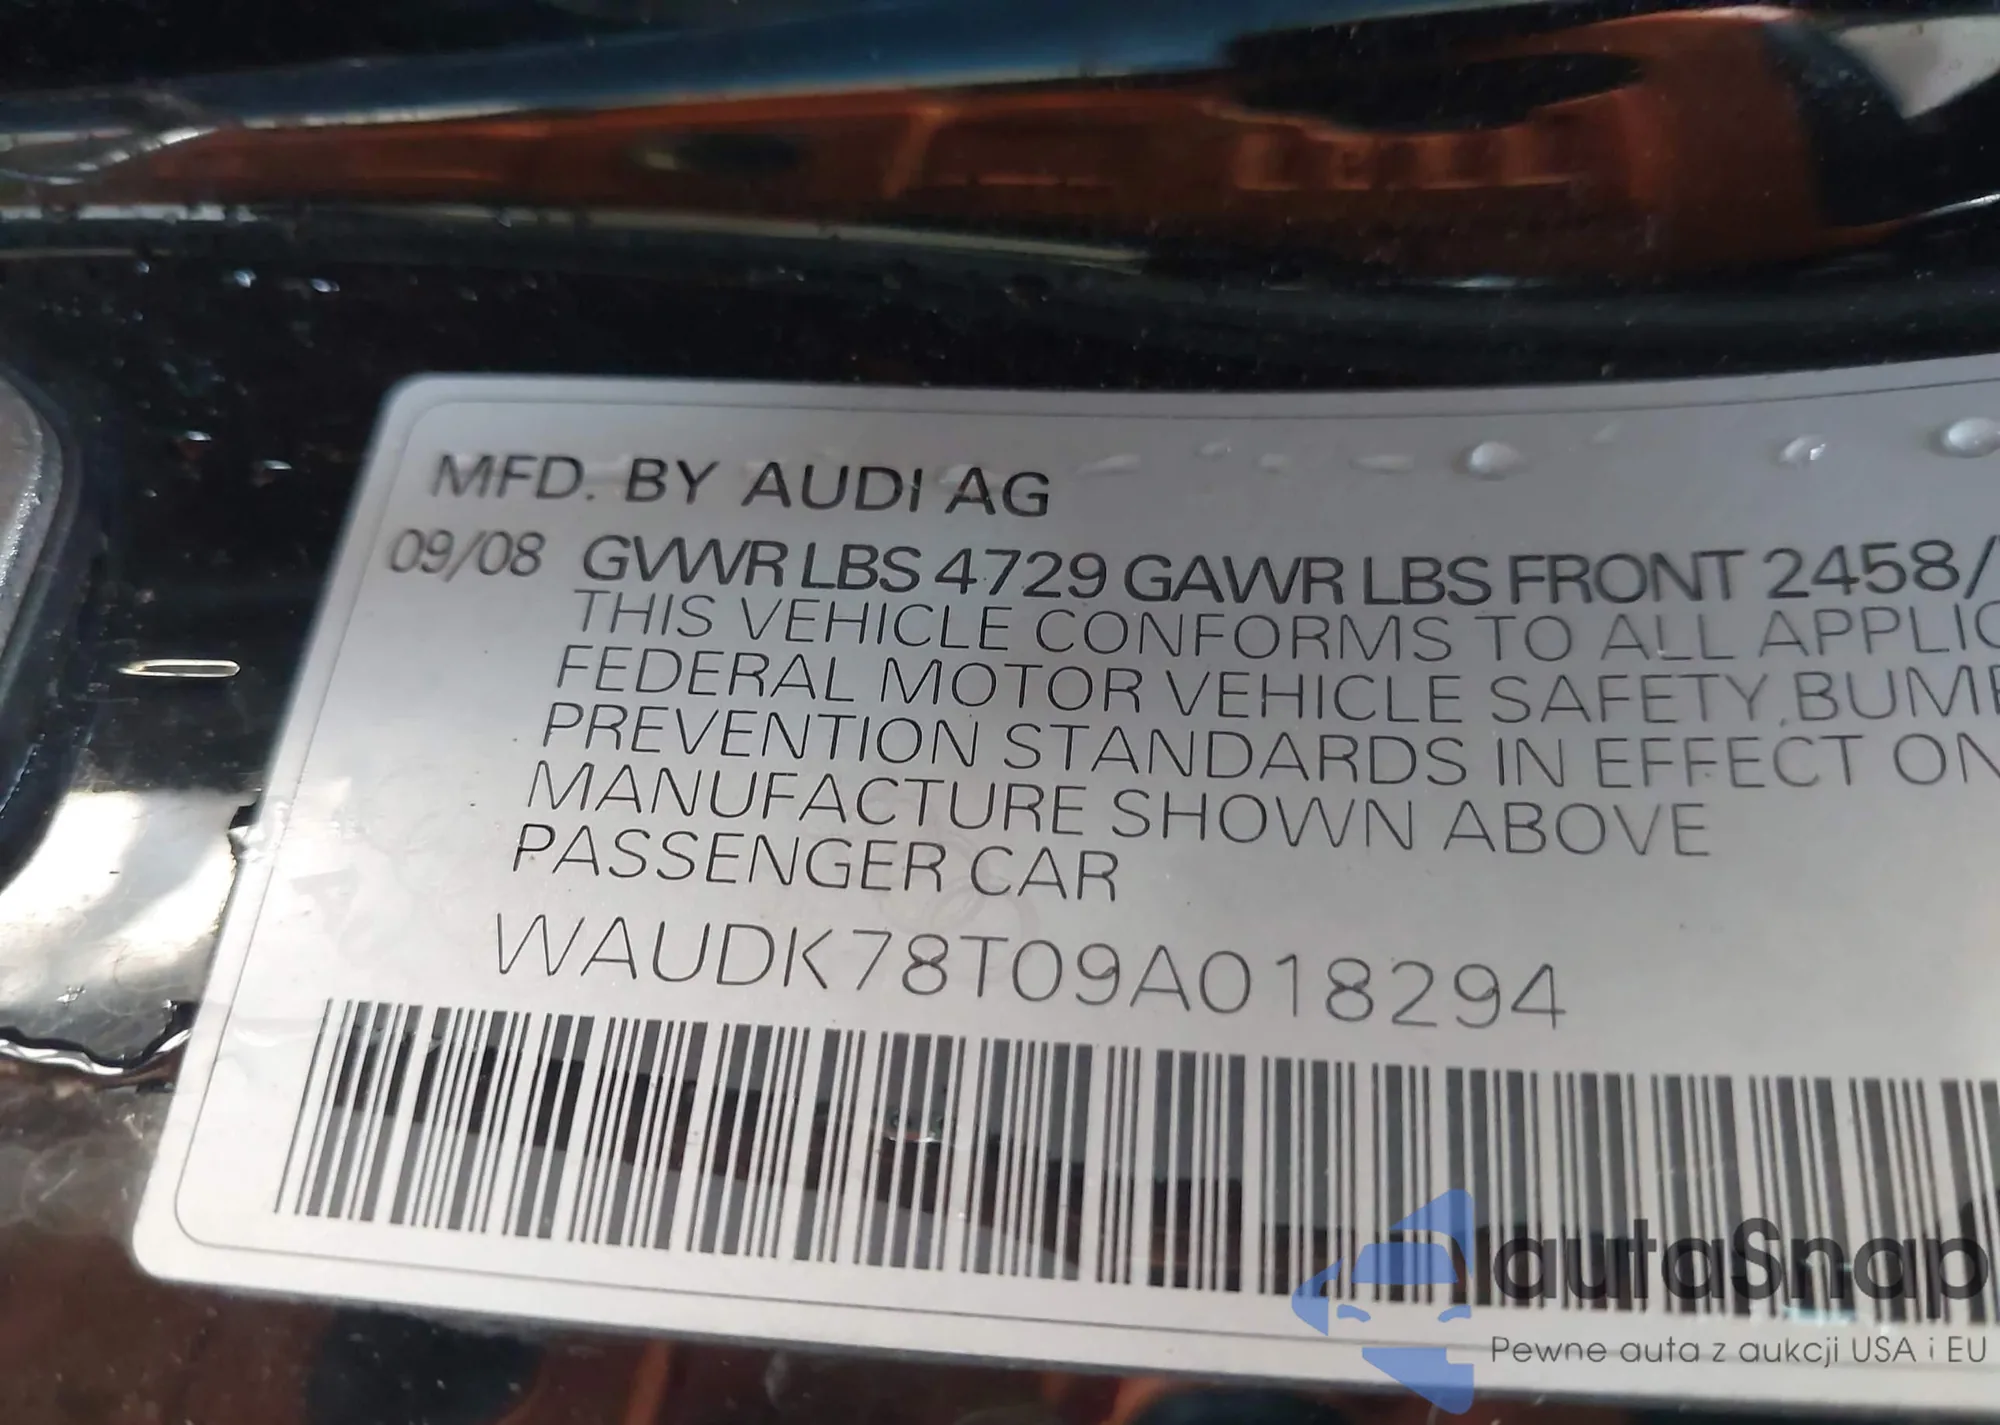 MFD. BY AUDI AG
09/08 GVWR LBS 4729 GAWR LBS FRONT 2458/
THIS VEHICLE CONFORMS TO ALL APPLIC
FEDERAL MOTOR VEHICLE SAFETY, BUMP
PREVENTION STANDARDS IN EFFECT ON
MANUFACTURE SHOWN ABOVE
PASSENGER CAR
WAUDK78T09A018294
autaSnap
Pewne auta z aukcji USA i EU